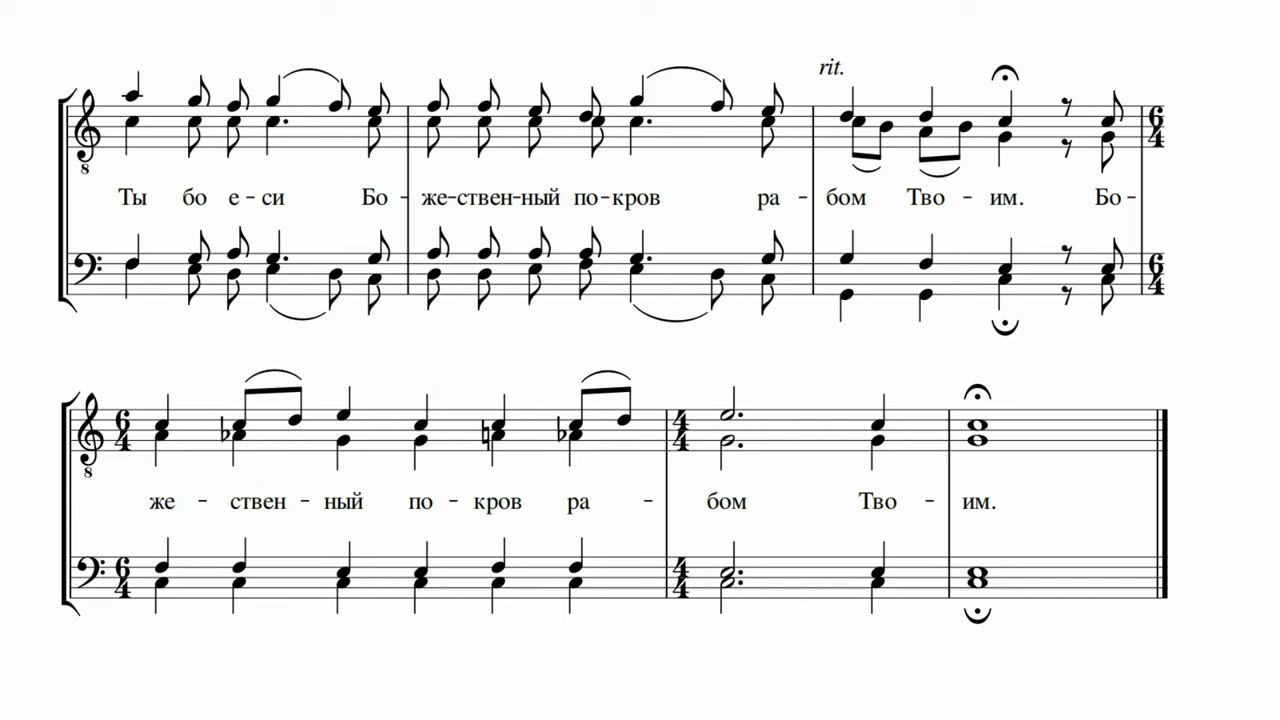 rit.
Ты бо е - си Бо - же-ствен-ный по-кров ра - бом Тво - им. Бо -
же - ствен - ный по - кров ра - бом Тво - им.